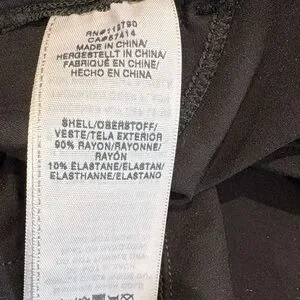 RN#118790
CA#57414
MADE IN CHINA/
HERGESTELLT IN CHINA/
FABRIQUÉ EN CHINE/
HECHO EN CHINA
SHELL/OBERSTOFF/
VESTE/TELA EXTERIOR
90% RAYON/RAYONNE/
RAYÓN
10% ELASTANE/ELASTAN/
ELASTHANNE/ELASTANO